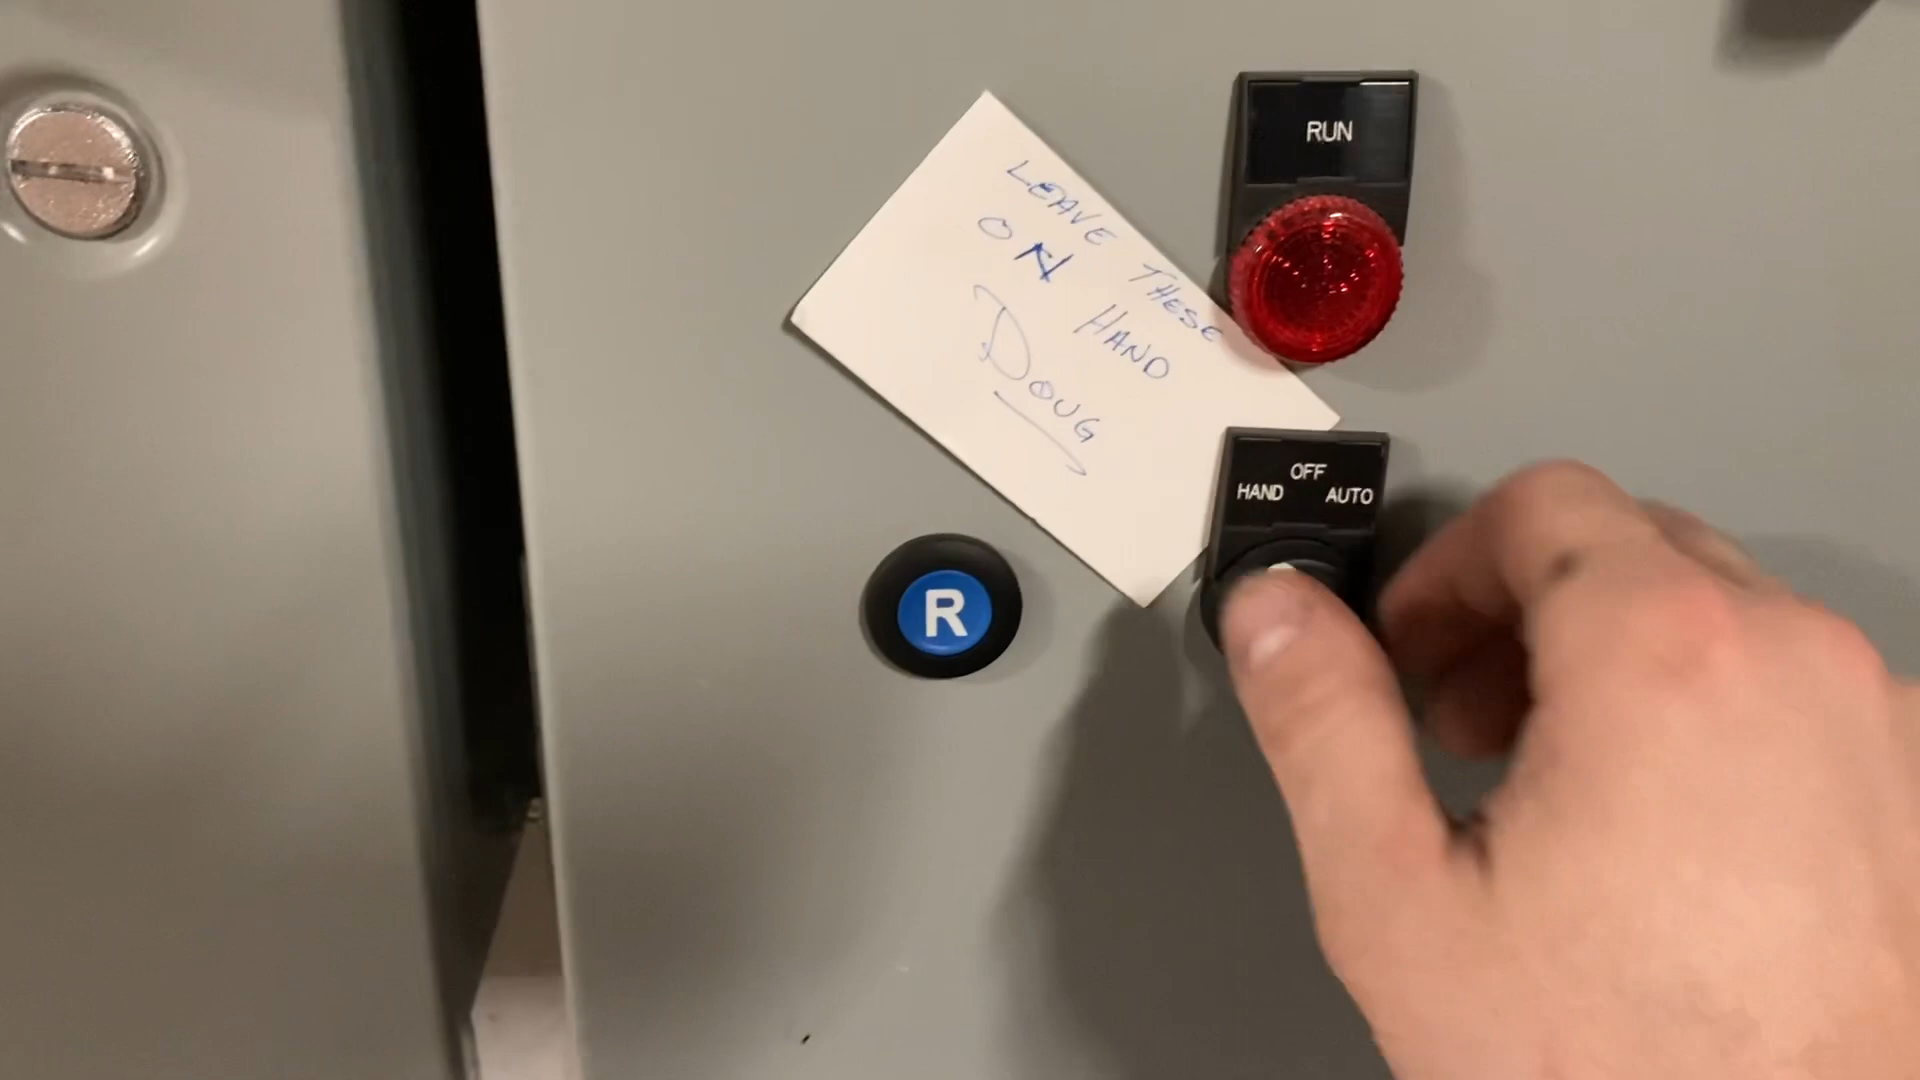 RUN
LEAVE THESE
ON HAND
DOUG
OFF
HAND AUTO
R